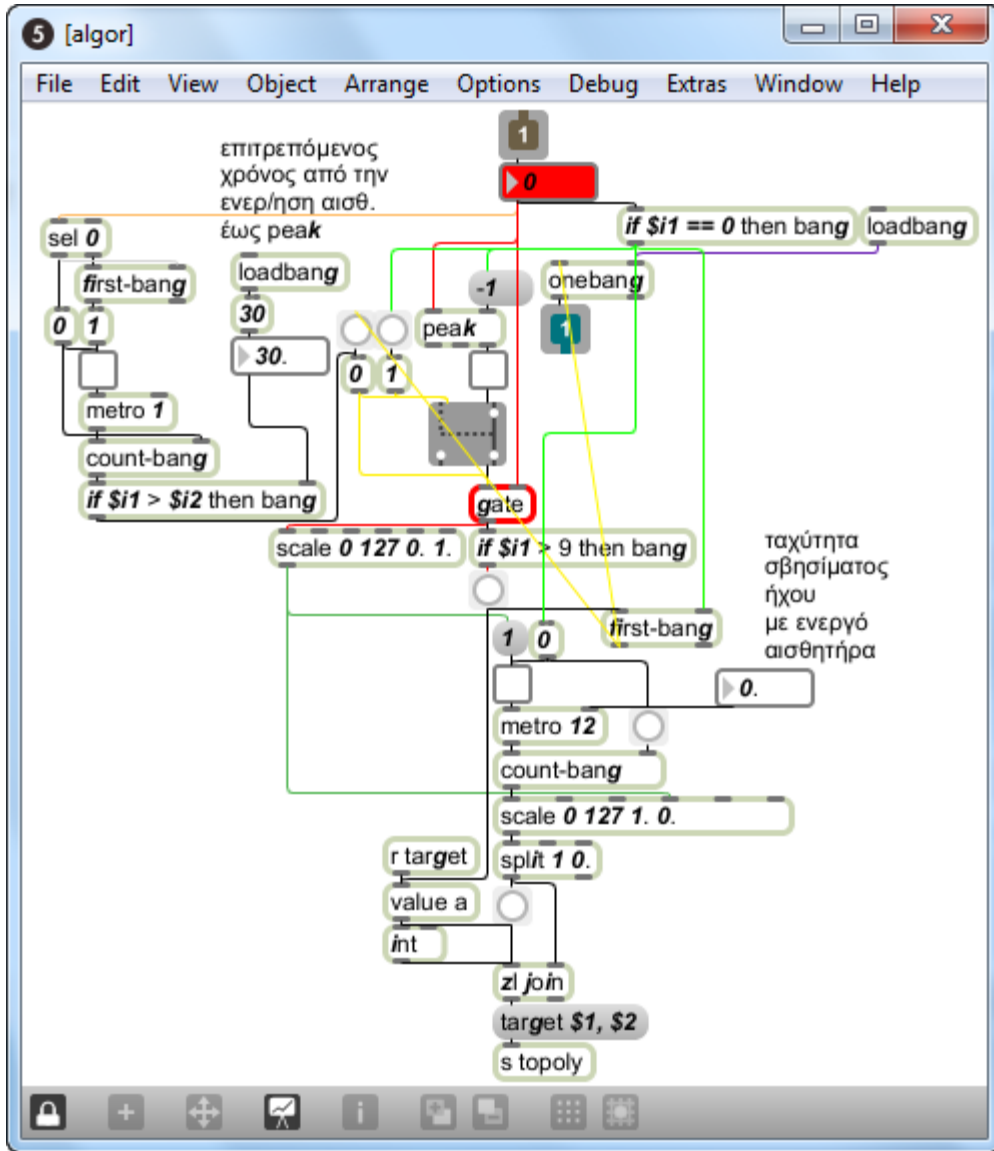 5 [algor]
File Edit View Object Arrange Options Debug Extras Window Help
1
0
επιτρεπόμενος
χρόνος από την
ενερ/ηση αισθ.
έως peak
if $i1 == 0 then bang
loadbang
sel 0
first-bang
loadbang
-1
onebang
0
1
30
peak
1
30.
0
1
metro 1
count-bang
if $i1 > $i2 then bang
gate
scale 0 127 0. 1.
if $i1 > 9 then bang
ταχύτητα
σβησίματος
ήχου
με ενεργό
αισθητήρα
1
0
first-bang
0.
metro 12
count-bang
scale 0 127 1. 0.
r target
split 1 0.
value a
int
zl join
target $1, $2
s topoly